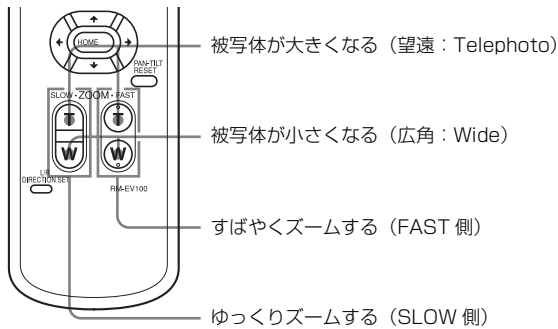 HOME
被写体が大きくなる（望遠：Telephoto）
PAN-TILT
RESET
SLOW・ZOOM・FAST
T T
被写体が小さくなる（広角：Wide）
W W
L/R
DIRECTION SET
RM-EV100
すばやくズームする（FAST 側）
ゆっくりズームする（SLOW 側）